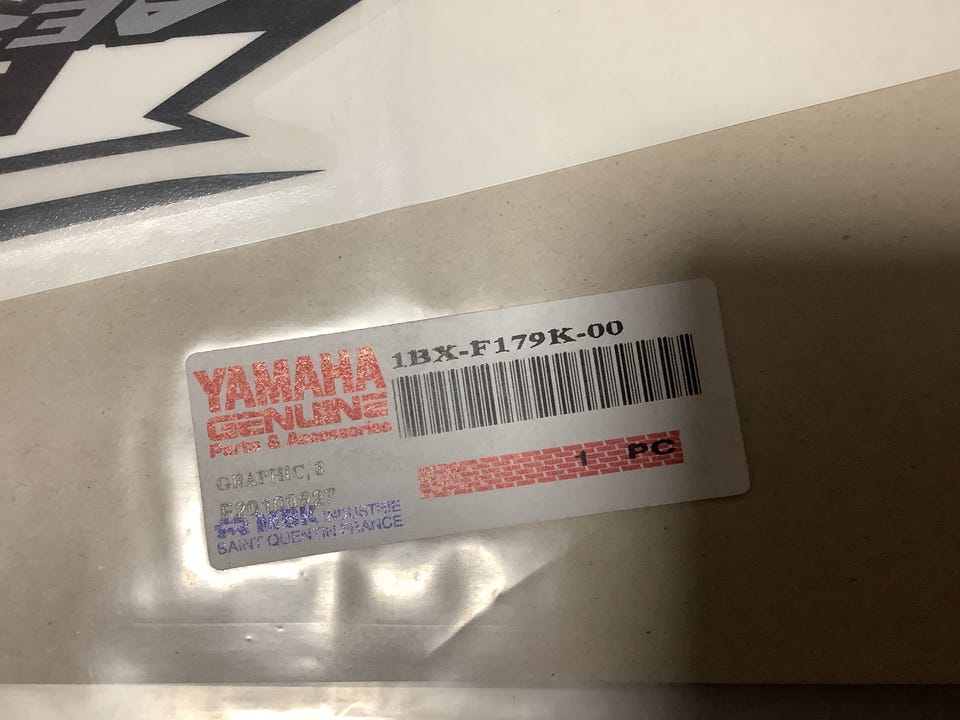 YAMAHA
GENUINE
Parts & Accessories
1BX-F179K-00
1 PC
GRAPHIC, 8
MBK INDUSTRIE
SAINT QUENTIN FRANCE